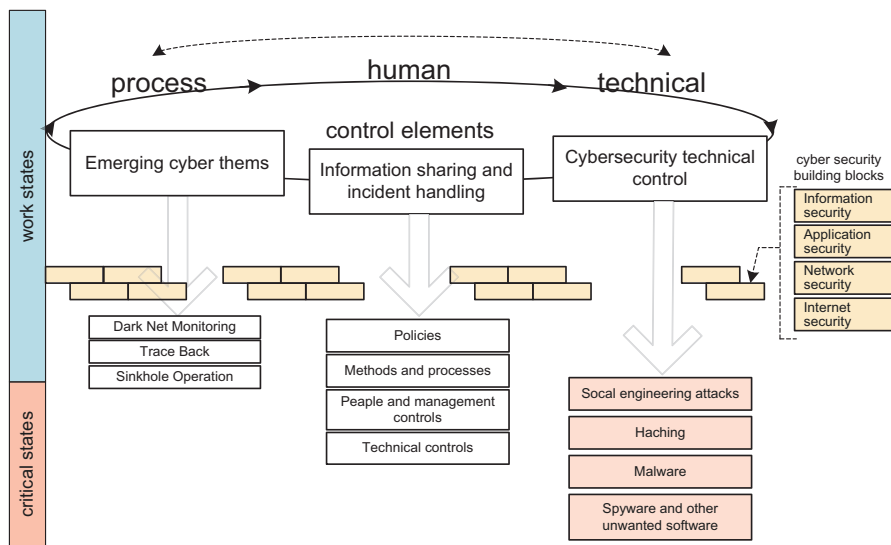 process
human
technical
control elements
Emerging cyber thems
Information sharing and
incident handling
Cybersecurity technical
control
cyber security
building blocks
Information
security
Application
security
Network
security
Internet
security
work states
critical states
Dark Net Monitoring
Trace Back
Sinkhole Operation
Policies
Methods and processes
Peaple and management
controls
Technical controls
Socal engineering attacks
Haching
Malware
Spyware and other
unwanted software